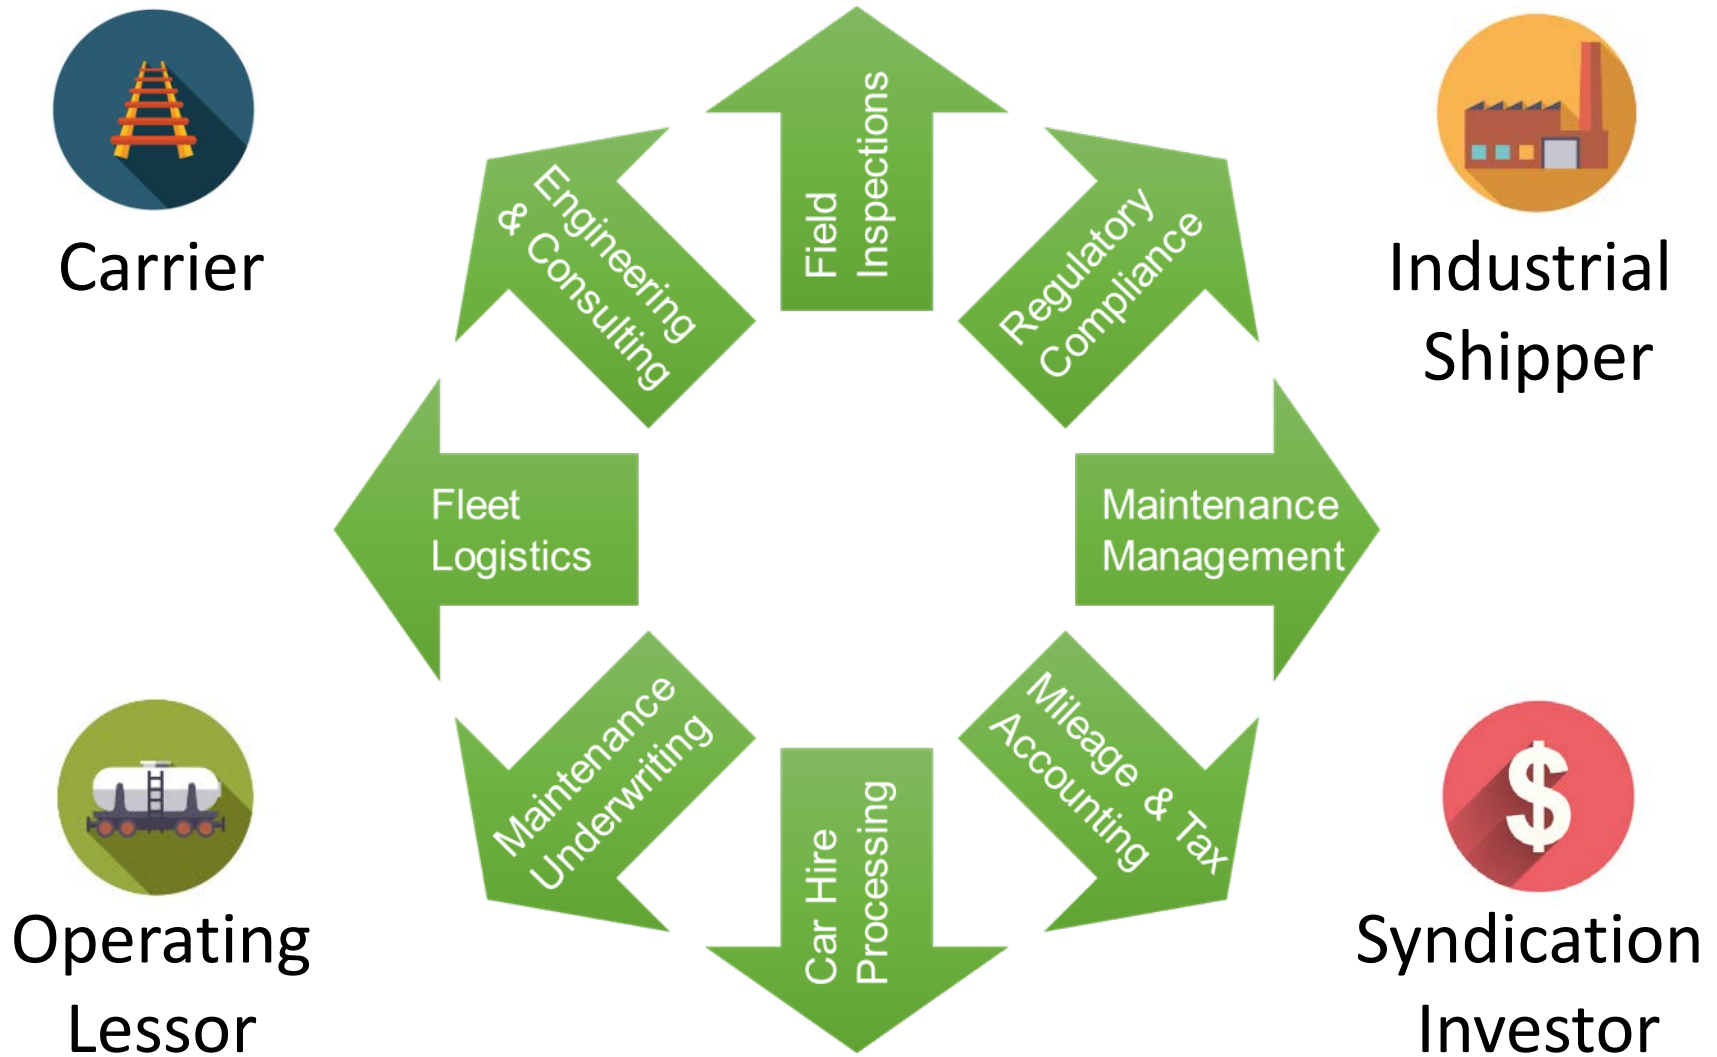 Carrier
Industrial
Shipper
Field
Inspections
Regulatory
Compliance
Maintenance
Management
Mileage & Tax
Accounting
Car Hire
Processing
Maintenance
Underwriting
Fleet
Logistics
Engineering
& Consulting
Operating
Lessor
$
Syndication
Investor